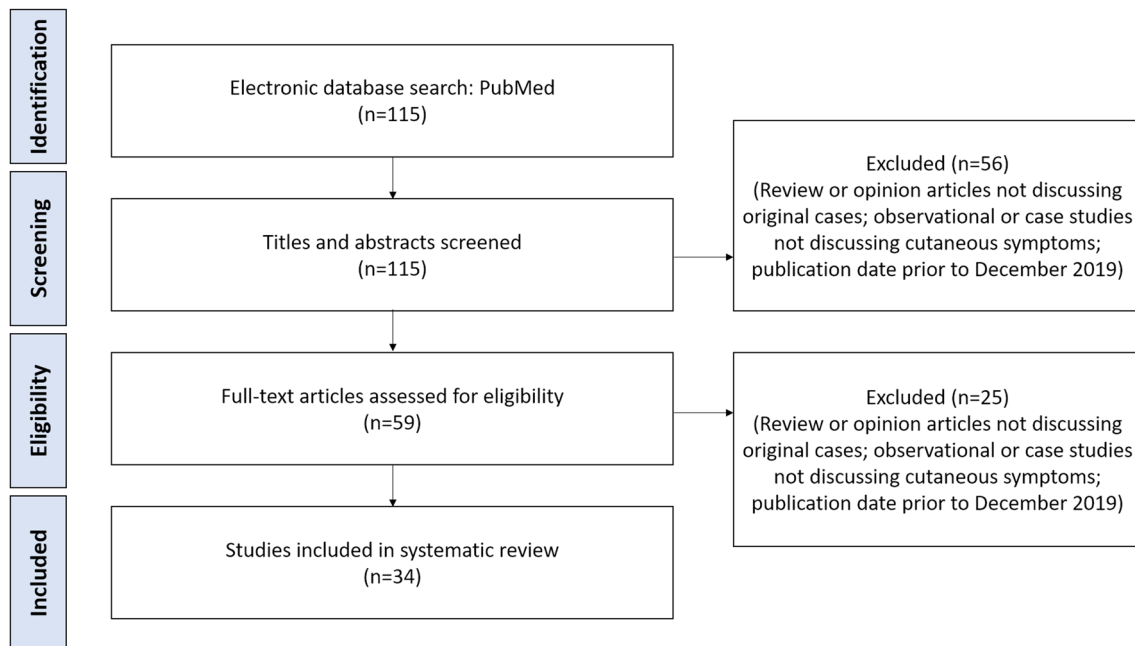 Identification
Electronic database search: PubMed
(n=115)
Screening
Titles and abstracts screened
(n=115)
Excluded (n=56)
(Review or opinion articles not discussing
original cases; observational or case studies
not discussing cutaneous symptoms;
publication date prior to December 2019)
Eligibility
Full-text articles assessed for eligibility
(n=59)
Excluded (n=25)
(Review or opinion articles not discussing
original cases; observational or case studies
not discussing cutaneous symptoms;
publication date prior to December 2019)
Included
Studies included in systematic review
(n=34)